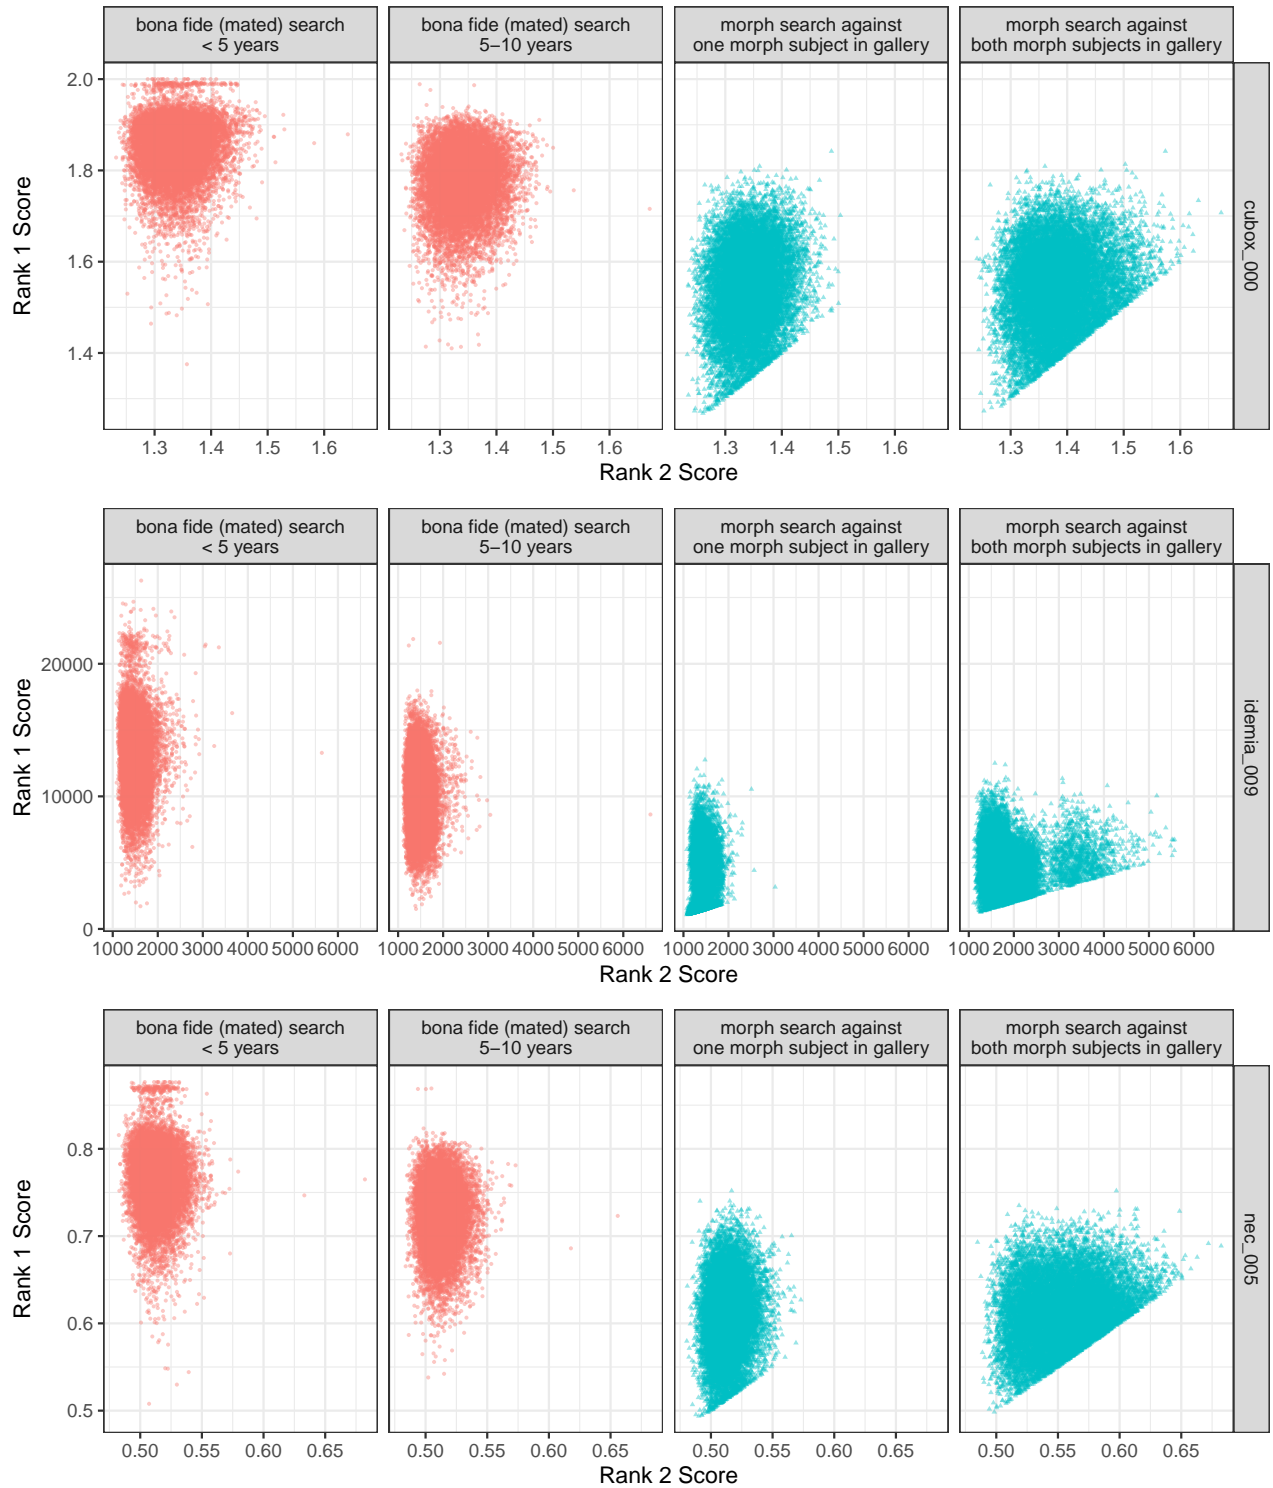 bona fide (mated) search
< 5 years
bona fide (mated) search
5−10 years
morph search against
one morph subject in gallery
morph search against
both morph subjects in gallery
2.0
1.8
1.6
1.4
Rank 1 Score
cubox_000
1.3 1.4 1.5 1.6 1.3 1.4 1.5 1.6 1.3 1.4 1.5 1.6 1.3 1.4 1.5 1.6
Rank 2 Score
bona fide (mated) search
< 5 years
bona fide (mated) search
5−10 years
morph search against
one morph subject in gallery
morph search against
both morph subjects in gallery
20000
10000
0
Rank 1 Score
idemia_009
1000 2000 3000 4000 5000 6000 1000 2000 3000 4000 5000 6000 1000 2000 3000 4000 5000 6000 1000 2000 3000 4000 5000 6000
Rank 2 Score
bona fide (mated) search
< 5 years
bona fide (mated) search
5−10 years
morph search against
one morph subject in gallery
morph search against
both morph subjects in gallery
0.8
0.7
0.6
0.5
Rank 1 Score
nec_005
0.50 0.55 0.60 0.65 0.50 0.55 0.60 0.65 0.50 0.55 0.60 0.65 0.50 0.55 0.60 0.65
Rank 2 Score